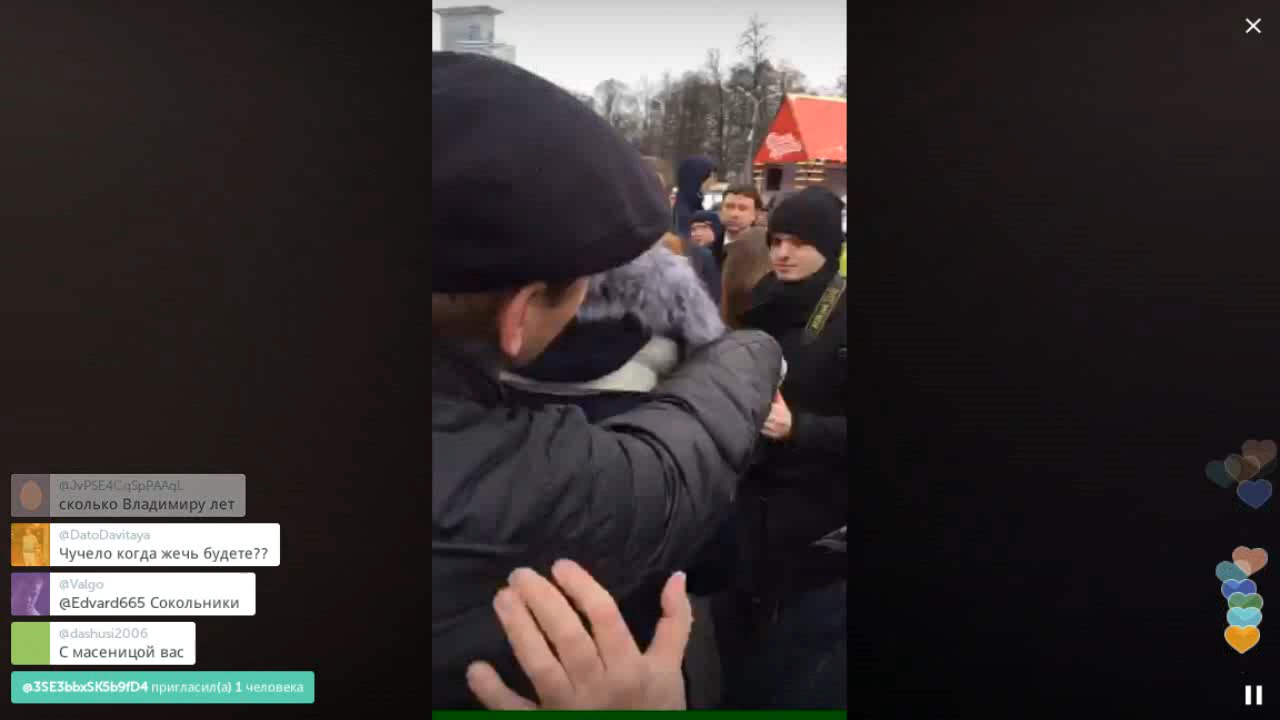 @JvPSE4CqSpPAAqL
сколько Владимиру лет
@DatoDavitaya
Чучело когда жечь будете??
@Valgo
@Edvard665 Сокольники
@dashusi2006
С масеницой вас
@3SE3bbxSK5b9fD4 пригласил(а) 1 человека